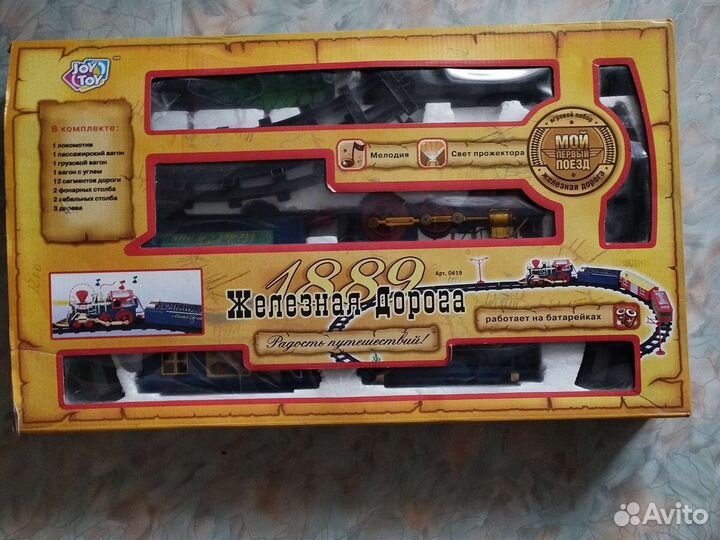 JOY
TOY
В комплекте:
1 локомотив
1 пассажирский вагон
1 грузовой вагон
1 вагон с углем
12 сегментов дороги
2 фонарных столба
2 кабельных столба
3 дерева
Мелодия
Свет прожектора
игровой набор
МОЙ
ПЕРВЫЙ
ПОЕЗД
железная дорога
1889
Арт. 0619
Железная Дорога
Радость путешествий!
работает на батарейках
Avito